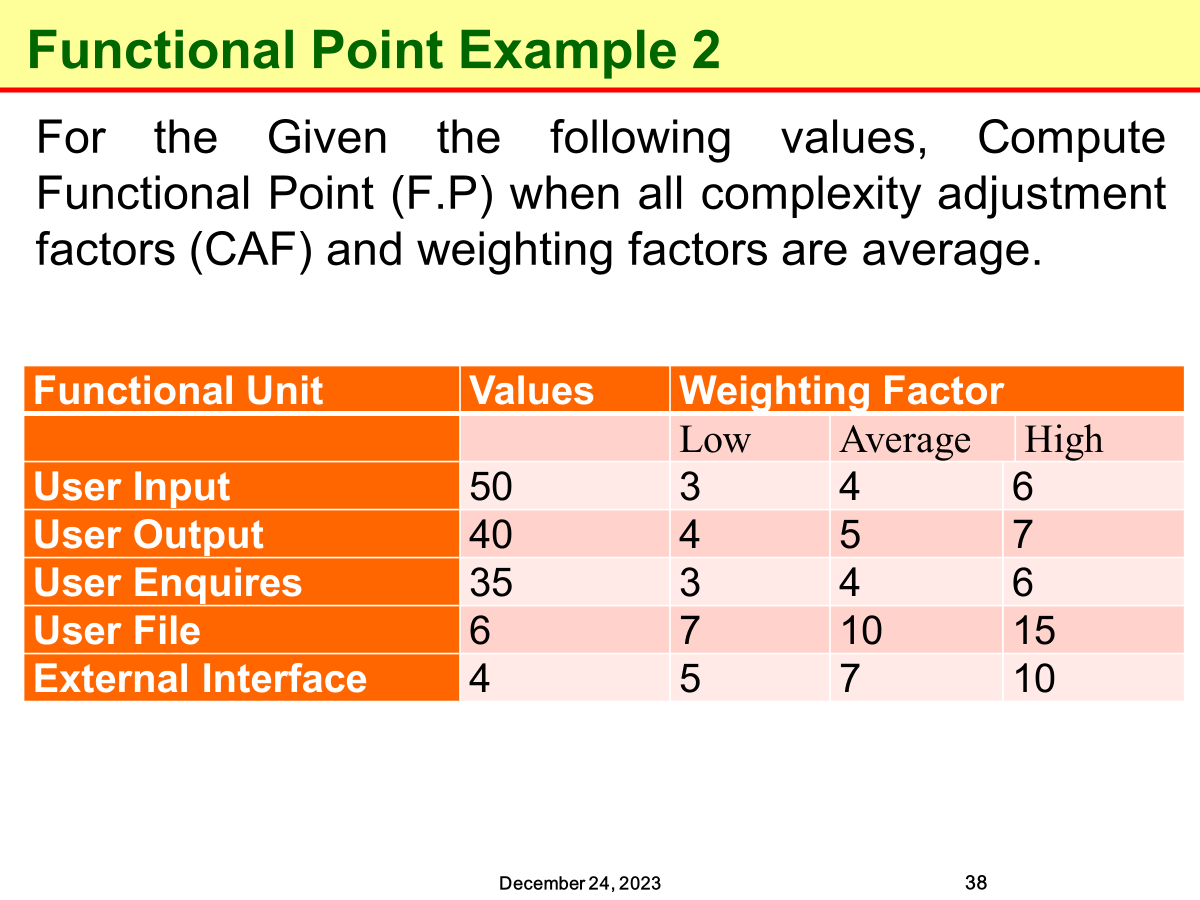 Functional Point Example 2
For the Given the following values, Compute
Functional Point (F.P) when all complexity adjustment
factors (CAF) and weighting factors are average.
Functional Unit Values Weighting Factor
Low Average High
User Input 50 3 4 6
User Output 40 4 5 7
User Enquires 35 3 4 6
User File 6 7 10 15
External Interface 4 5 7 10
December 24, 2023 38